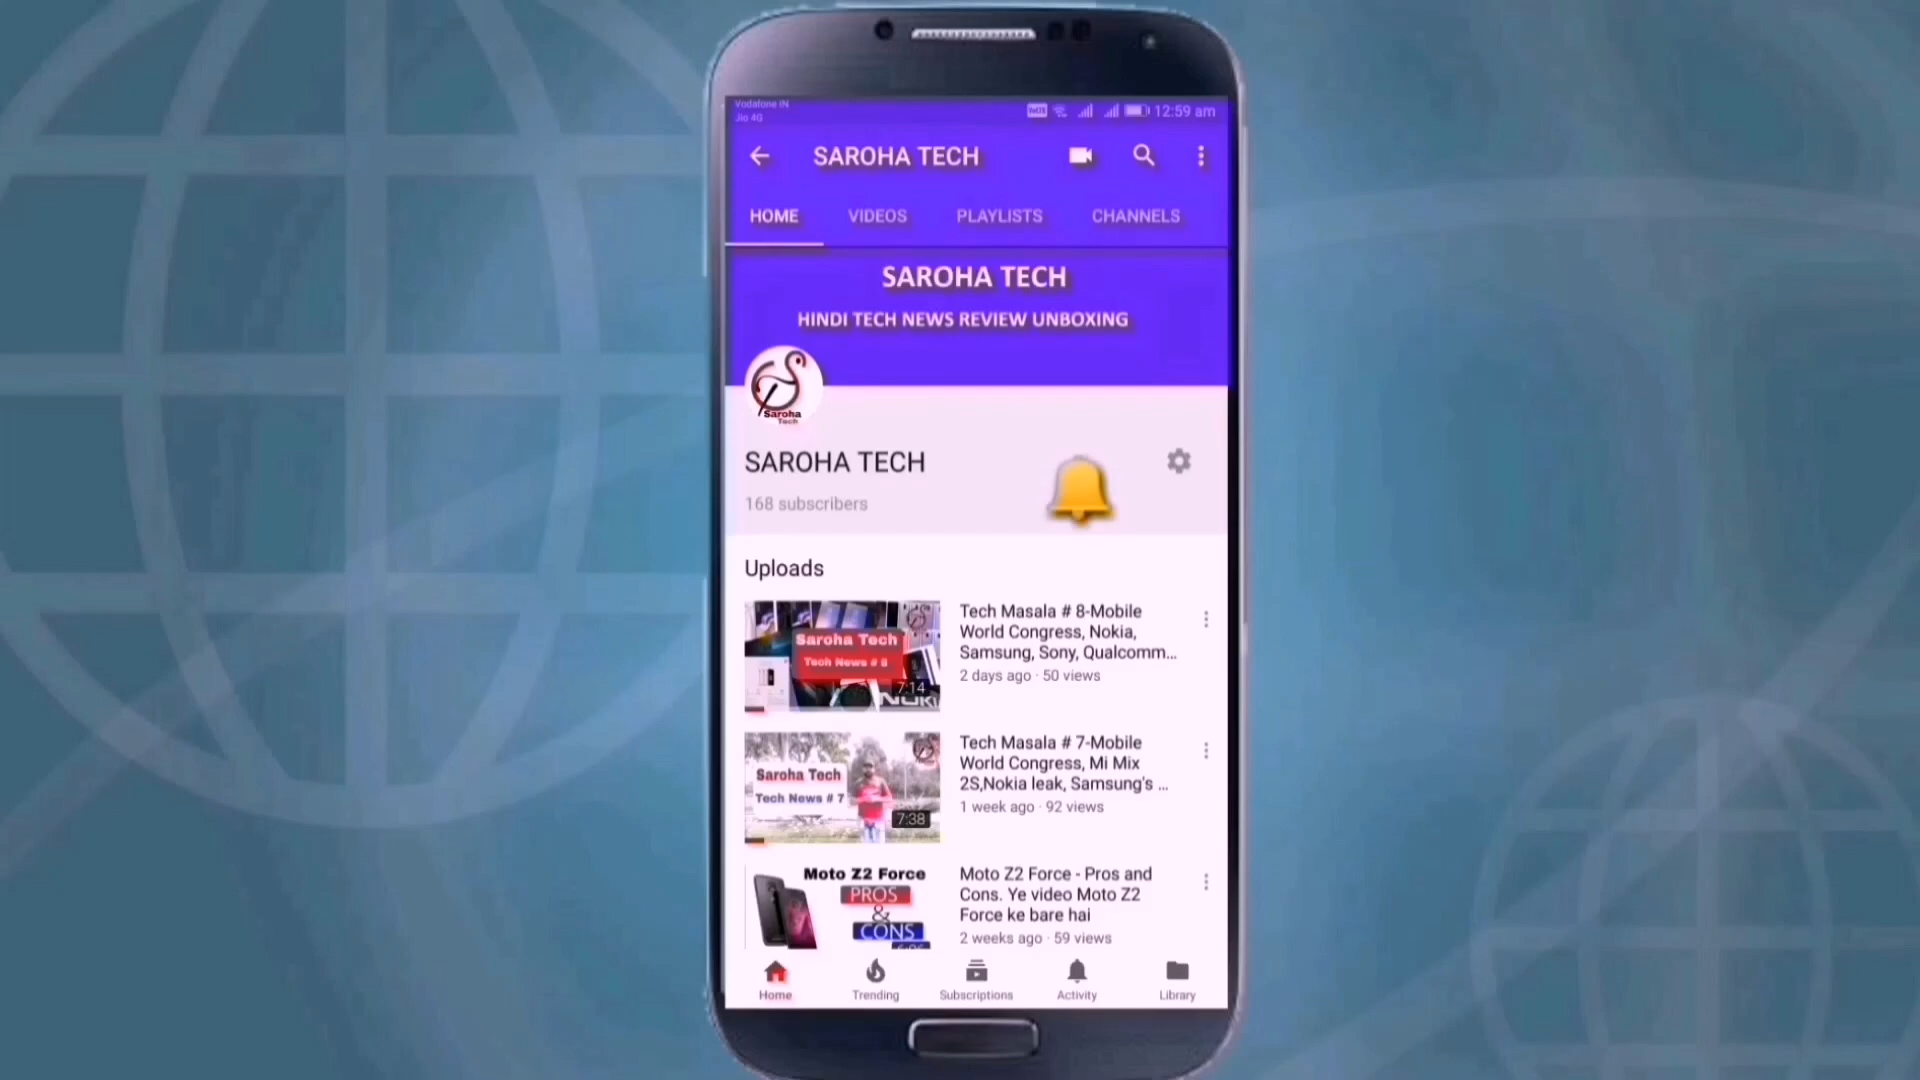 Vodafone IN
Jio 4G
12:59 am
SAROHA TECH
HOME
VIDEOS
PLAYLISTS
CHANNELS
SAROHA TECH
HINDI TECH NEWS REVIEW UNBOXING
Saroha
Tech
SAROHA TECH
168 subscribers
Uploads
Saroha Tech
Tech News # 8
7:14
Tech Masala # 8-Mobile
World Congress, Nokia,
Samsung, Sony, Qualcomm...
2 days ago · 50 views
Saroha Tech
Tech News # 7
7:38
Tech Masala # 7-Mobile
World Congress, Mi Mix
2S,Nokia leak, Samsung's ...
1 week ago · 92 views
Moto Z2 Force
PROS
&
CONS
Moto Z2 Force - Pros and
Cons. Ye video Moto Z2
Force ke bare hai
2 weeks ago · 59 views
Home
Trending
Subscriptions
Activity
Library